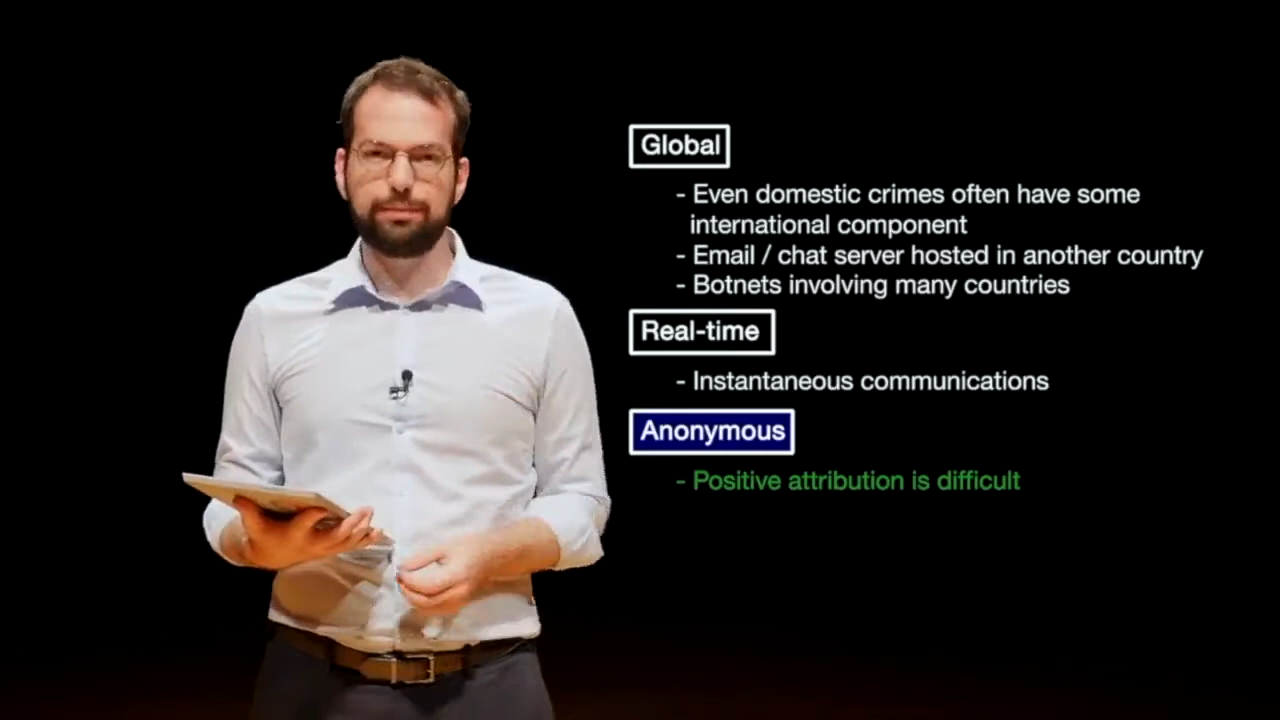 Global
- Even domestic crimes often have some
international component
- Email / chat server hosted in another country
- Botnets involving many countries
Real-time
- Instantaneous communications
Anonymous
- Positive attribution is difficult